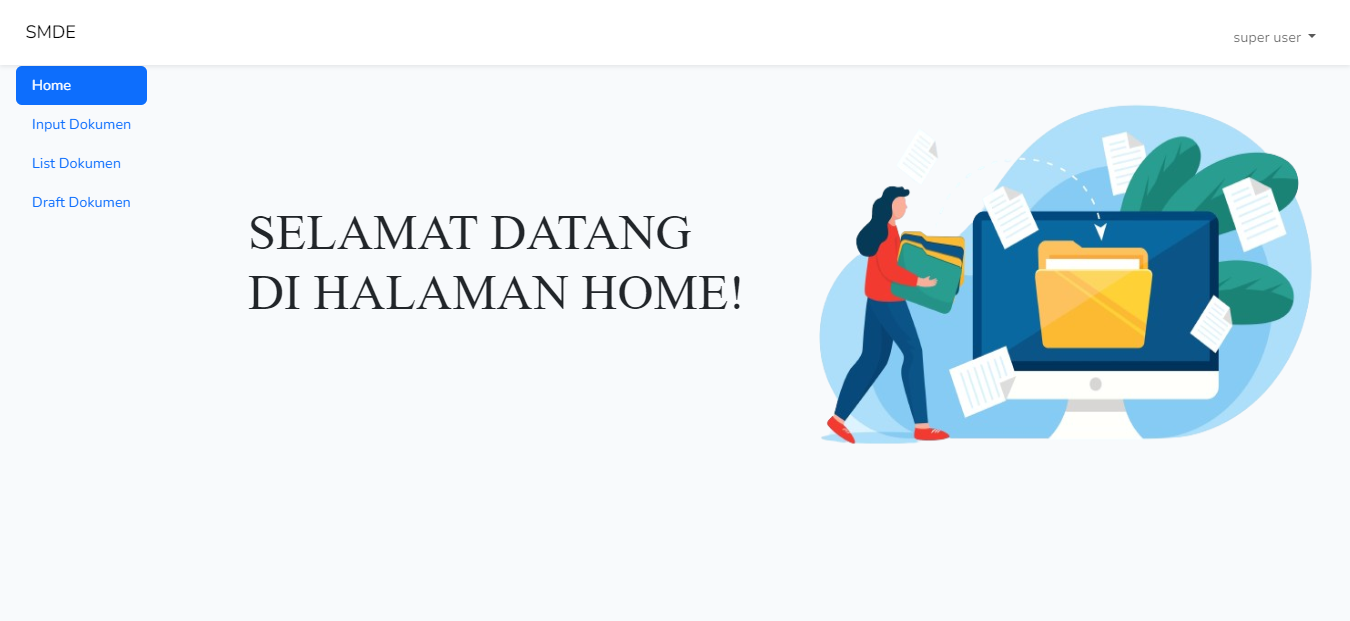 SMDE
super user
Home
Input Dokumen
List Dokumen
Draft Dokumen
SELAMAT DATANG
DI HALAMAN HOME!